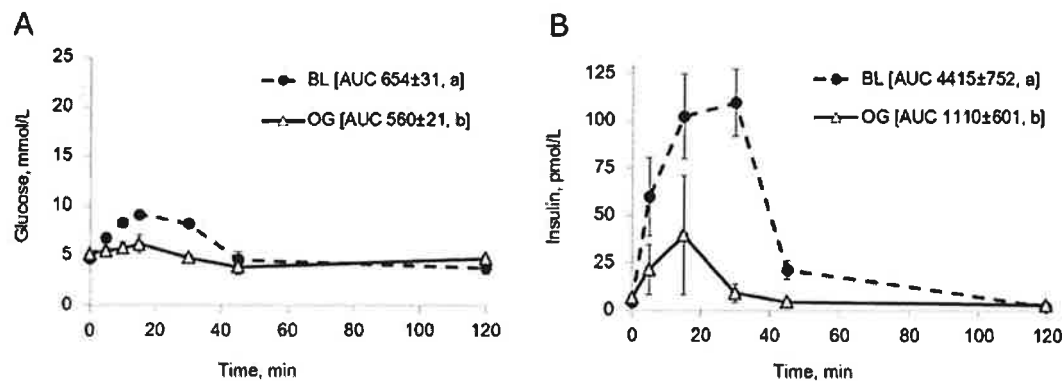 A
Glucose, mmol/L
25
20
15
10
5
0
BL [AUC 654±31, a]
OG [AUC 560±21, b]
0 20 40 60 80 100 120
Time, min
B
Insulin, pmol/L
125
100
75
50
25
0
BL [AUC 4415±752, a]
OG [AUC 1110±601, b]
0 20 40 60 80 100 120
Time, min